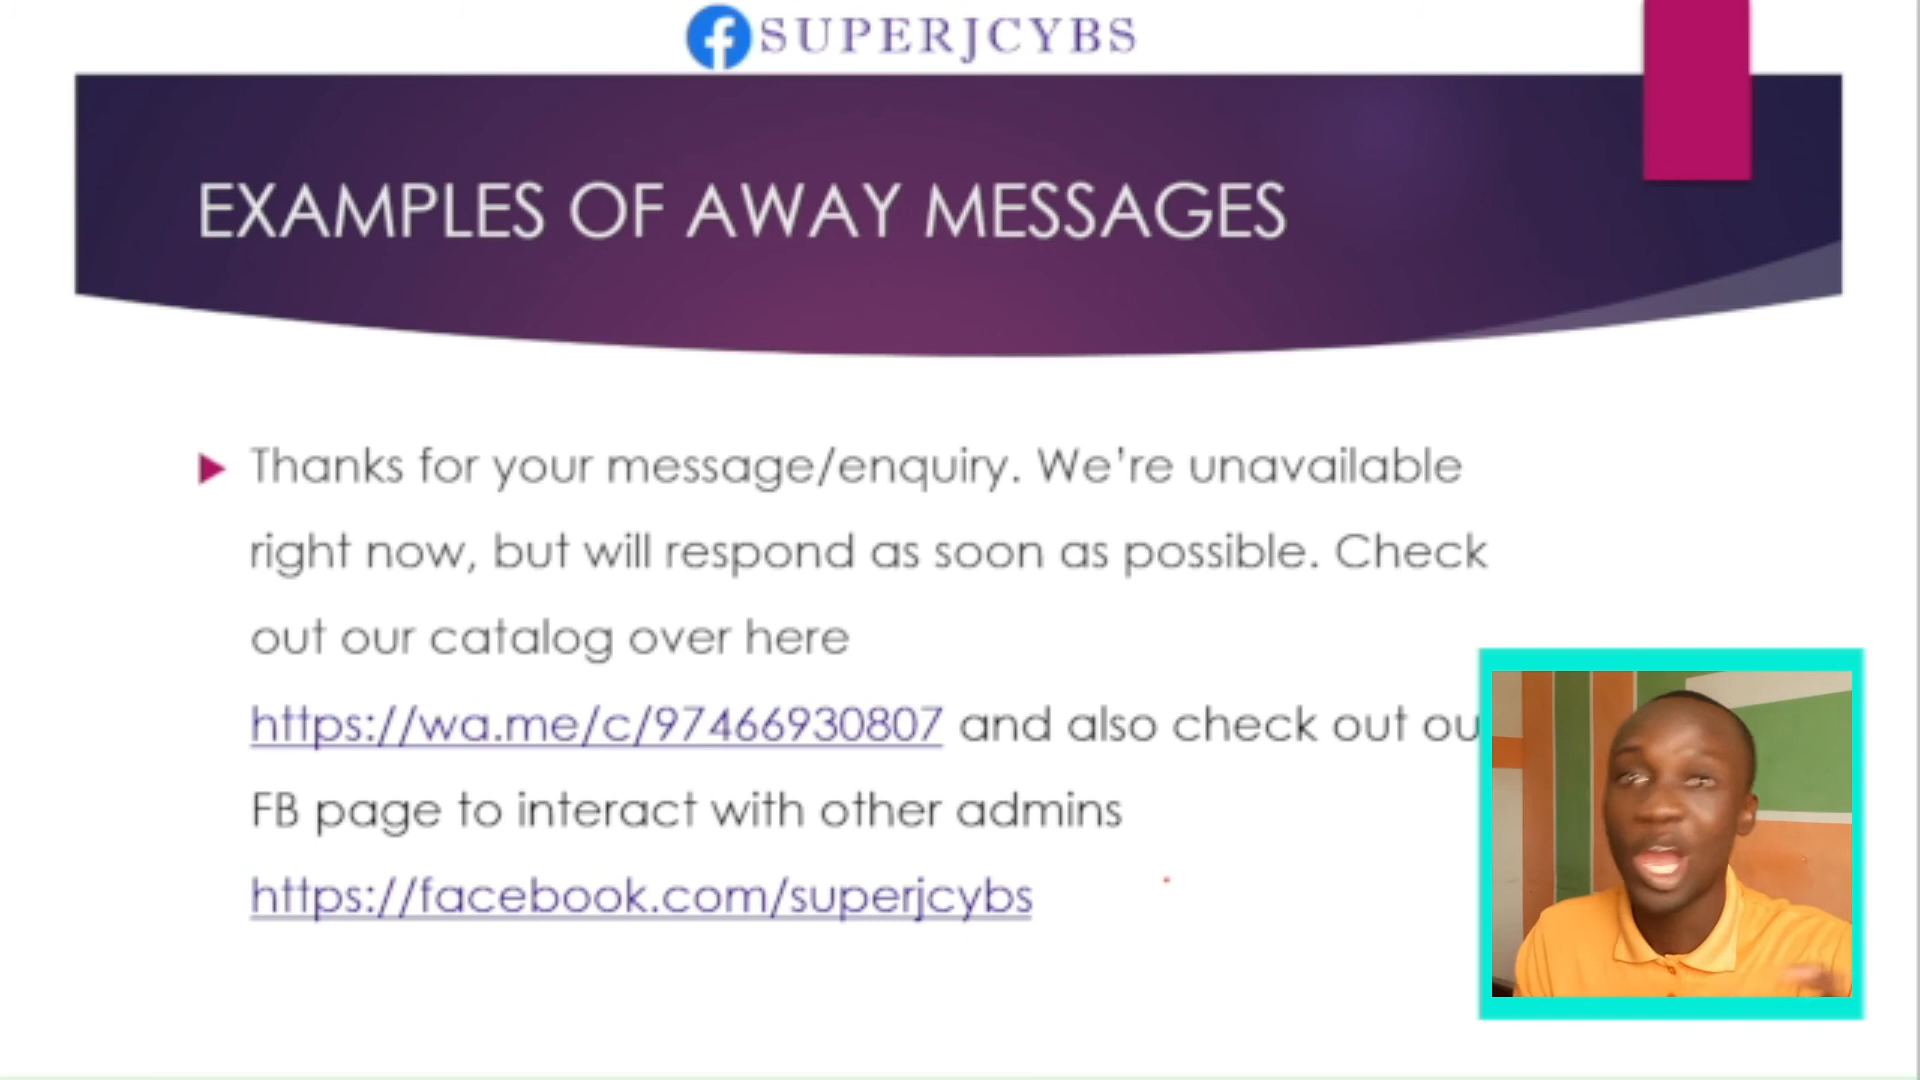 SUPERJCYBS
EXAMPLES OF AWAY MESSAGES
Thanks for your message/enquiry. We're unavailable
right now, but will respond as soon as possible. Check
out our catalog over here
https://wa.me/c/97466930807 and also check out ou
FB page to interact with other admins
https://facebook.com/superjcybs